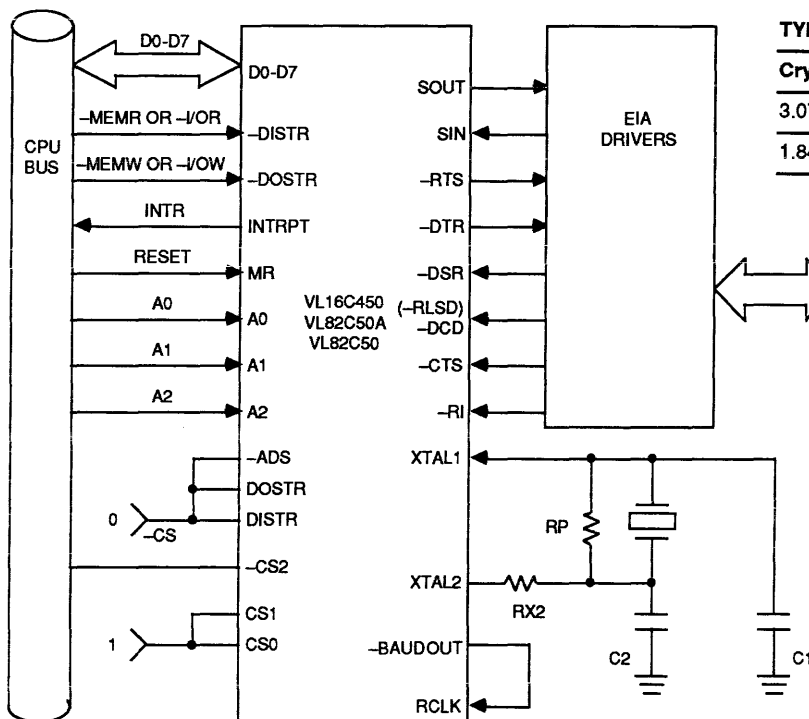 D0-D7
D0-D7
–MEMR OR –I/OR
–DISTR
CPU
BUS
–MEMW OR –I/OW
–DOSTR
INTR
INTRPT
RESET
MR
A0
A0
A1
A1
A2
A2
–ADS
DOSTR
0
DISTR
–CS
–CS2
CS1
1
CS0
VL16C450
VL82C50A
VL82C50
SOUT
SIN
–RTS
–DTR
–DSR
(–RLSD)
–DCD
–CTS
–RI
XTAL1
XTAL2
–BAUDOUT
RCLK
EIA
DRIVERS
RP
RX2
C2
C1